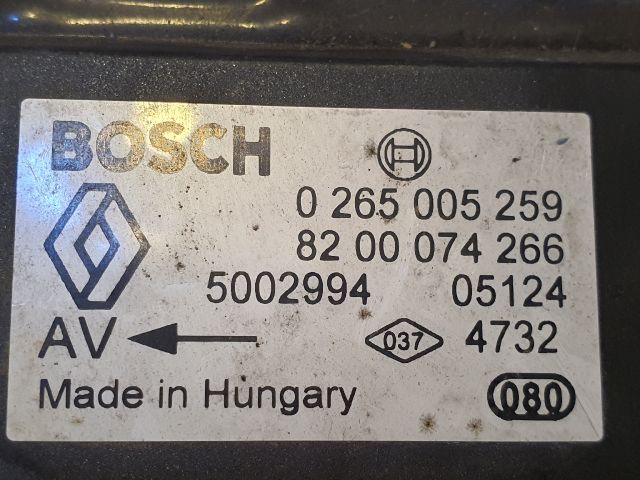 BOSCH
0 265 005 259
82 00 074 266
5002994 05124
AV 037 4732
Made in Hungary 080